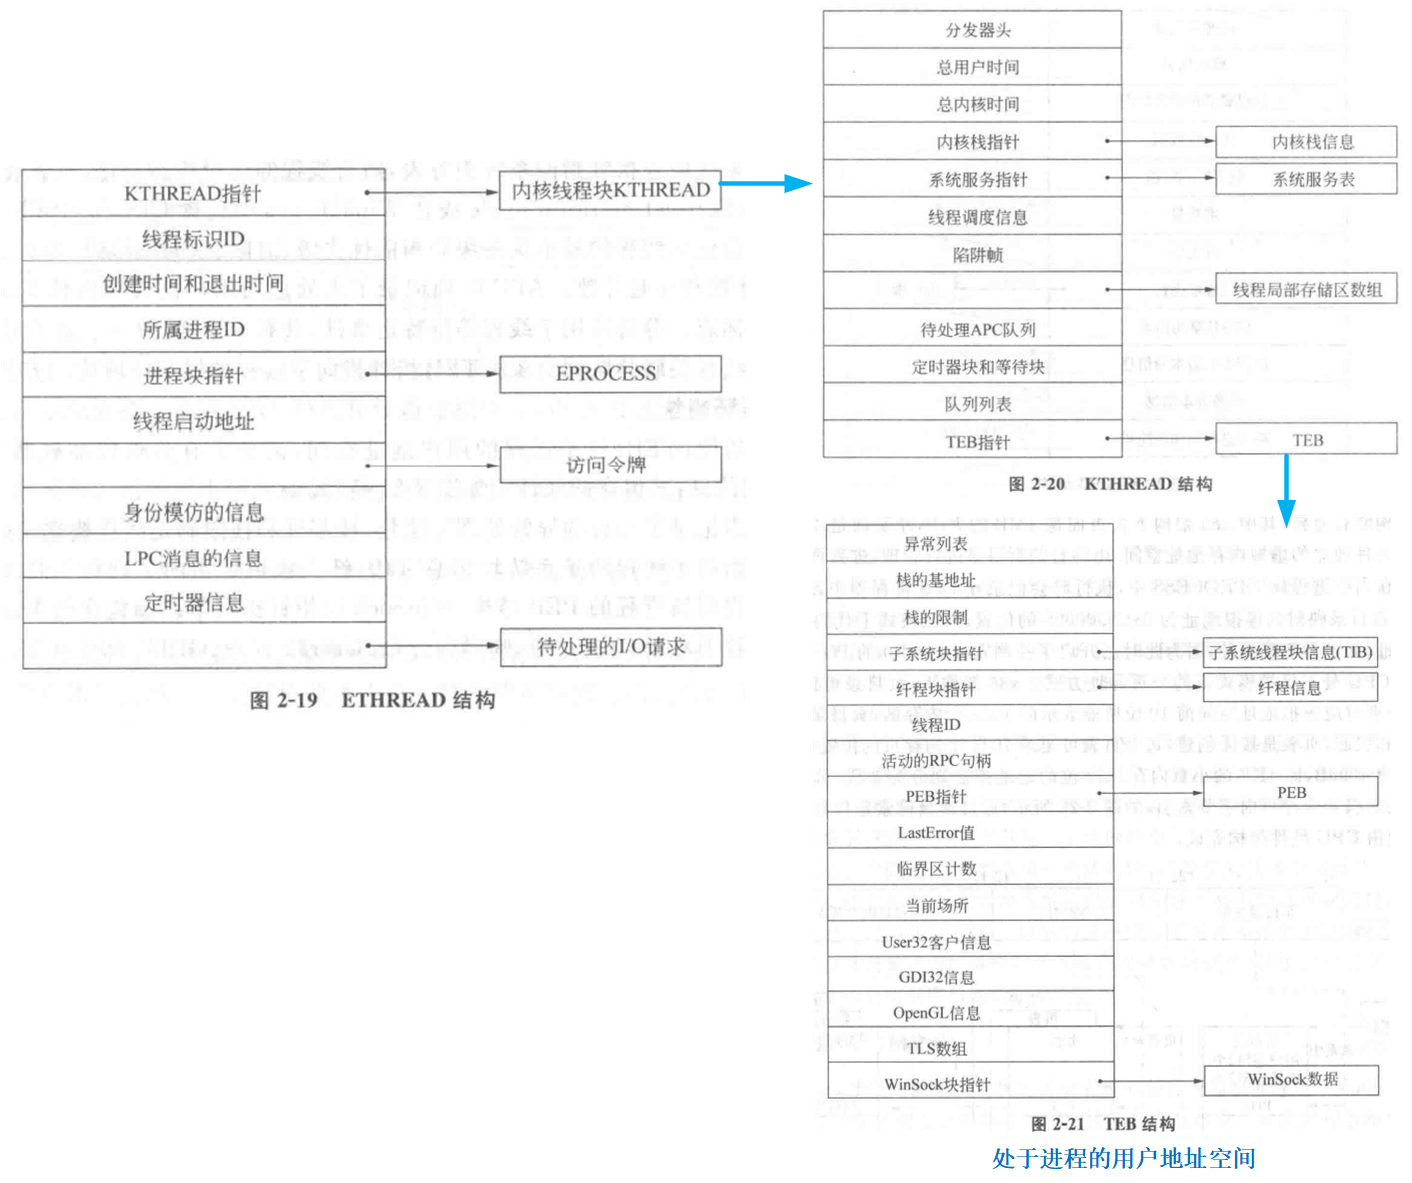 KTHREAD指针
内核线程块KTHREAD
线程标识ID
创建时间和退出时间
所属进程ID
进程块指针
EPROCESS
线程启动地址
访问令牌
身份模仿的信息
LPC消息的信息
定时器信息
待处理的I/O请求
图 2-19 ETHREAD 结构
分发器头
总用户时间
总内核时间
内核栈指针
内核栈信息
系统服务指针
系统服务表
线程调度信息
陷阱帧
线程局部存储区数组
待处理APC队列
定时器块和等待块
队列列表
TEB指针
TEB
图 2-20 KTHREAD 结构
异常列表
栈的基地址
栈的限制
子系统块指针
子系统线程块信息(TIB)
纤程块指针
纤程信息
线程ID
活动的RPC句柄
PEB指针
PEB
LastError值
临界区计数
当前场所
User32客户信息
GDI32信息
OpenGL信息
TLS数组
WinSock块指针
WinSock数据
图 2-21 TEB 结构
处于进程的用户地址空间